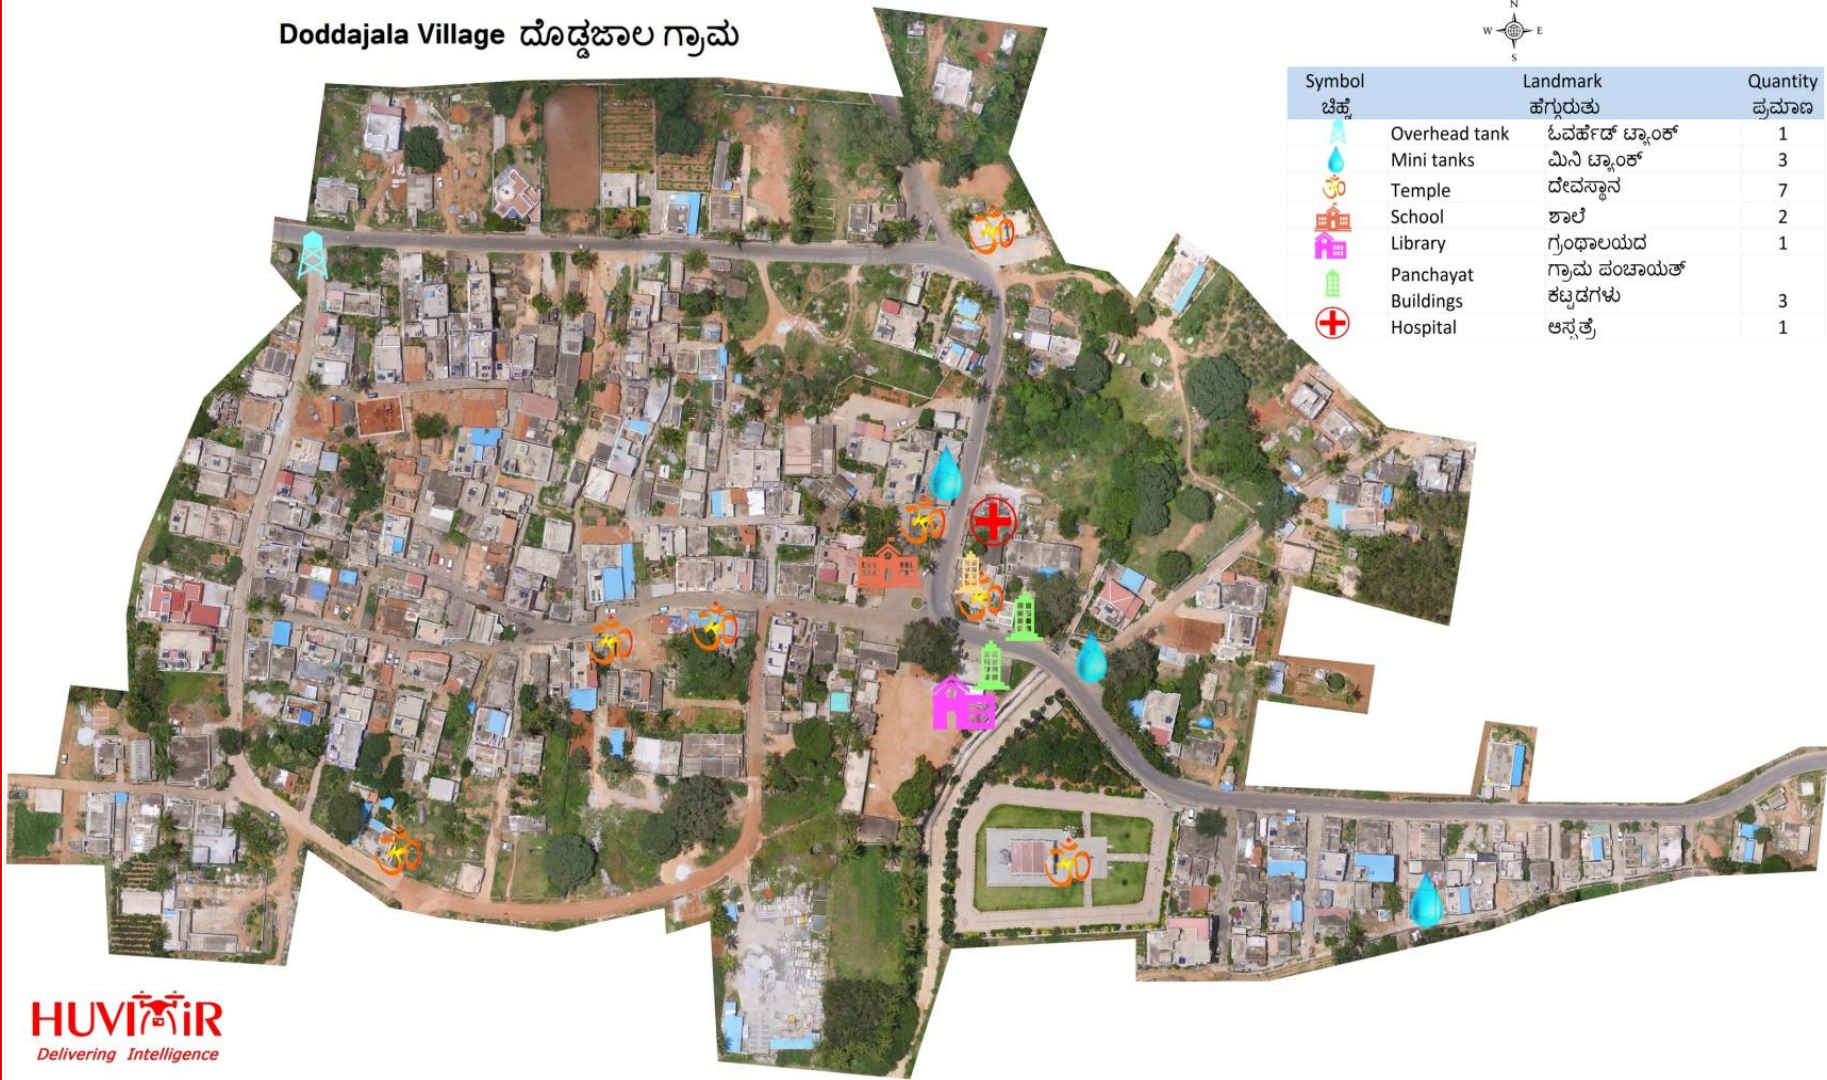 Doddajala Village ದೊಡ್ಡಜಾಲ ಗ್ರಾಮ
N
W E
S
Symbol Landmark Quantity
ಚಿಹ್ನೆ ಹೆಗ್ಗುರುತು ಪ್ರಮಾಣ
Overhead tank ಓವರ್ಹೆಡ್ ಟ್ಯಾಂಕ್ 1
Mini tanks ಮಿನಿ ಟ್ಯಾಂಕ್ 3
Temple ದೇವಸ್ಥಾನ 7
School ಶಾಲೆ 2
Library ಗ್ರಂಥಾಲಯದ 1
Panchayat ಗ್ರಾಮ ಪಂಚಾಯತ್
Buildings ಕಟ್ಟಡಗಳು 3
Hospital ಆಸ್ಪತ್ರೆ 1
HUVIAiR
Delivering Intelligence